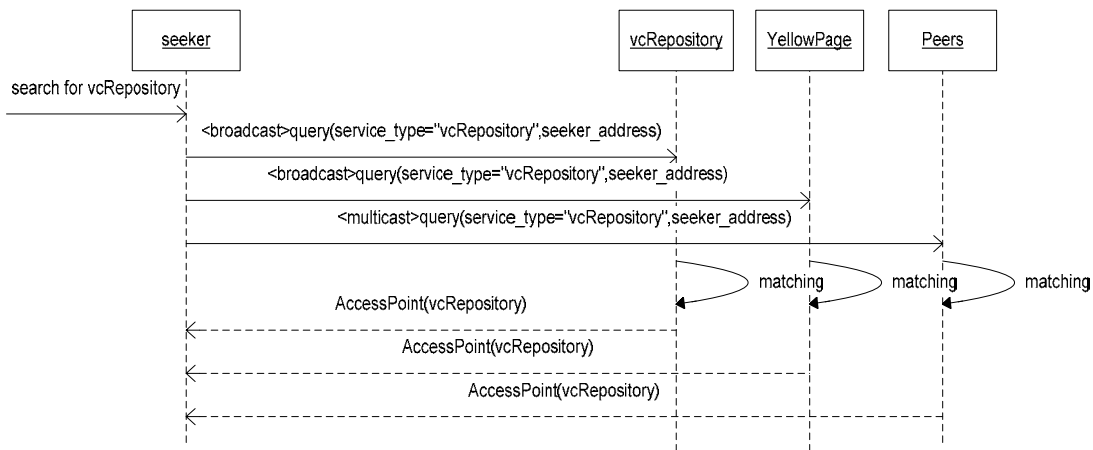 seeker
vcRepository
YellowPage
Peers
search for vcRepository
<broadcast>query(service_type="vcRepository",seeker_address)
<broadcast>query(service_type="vcRepository",seeker_address)
<multicast>query(service_type="vcRepository",seeker_address)
matching
matching
matching
AccessPoint(vcRepository)
AccessPoint(vcRepository)
AccessPoint(vcRepository)